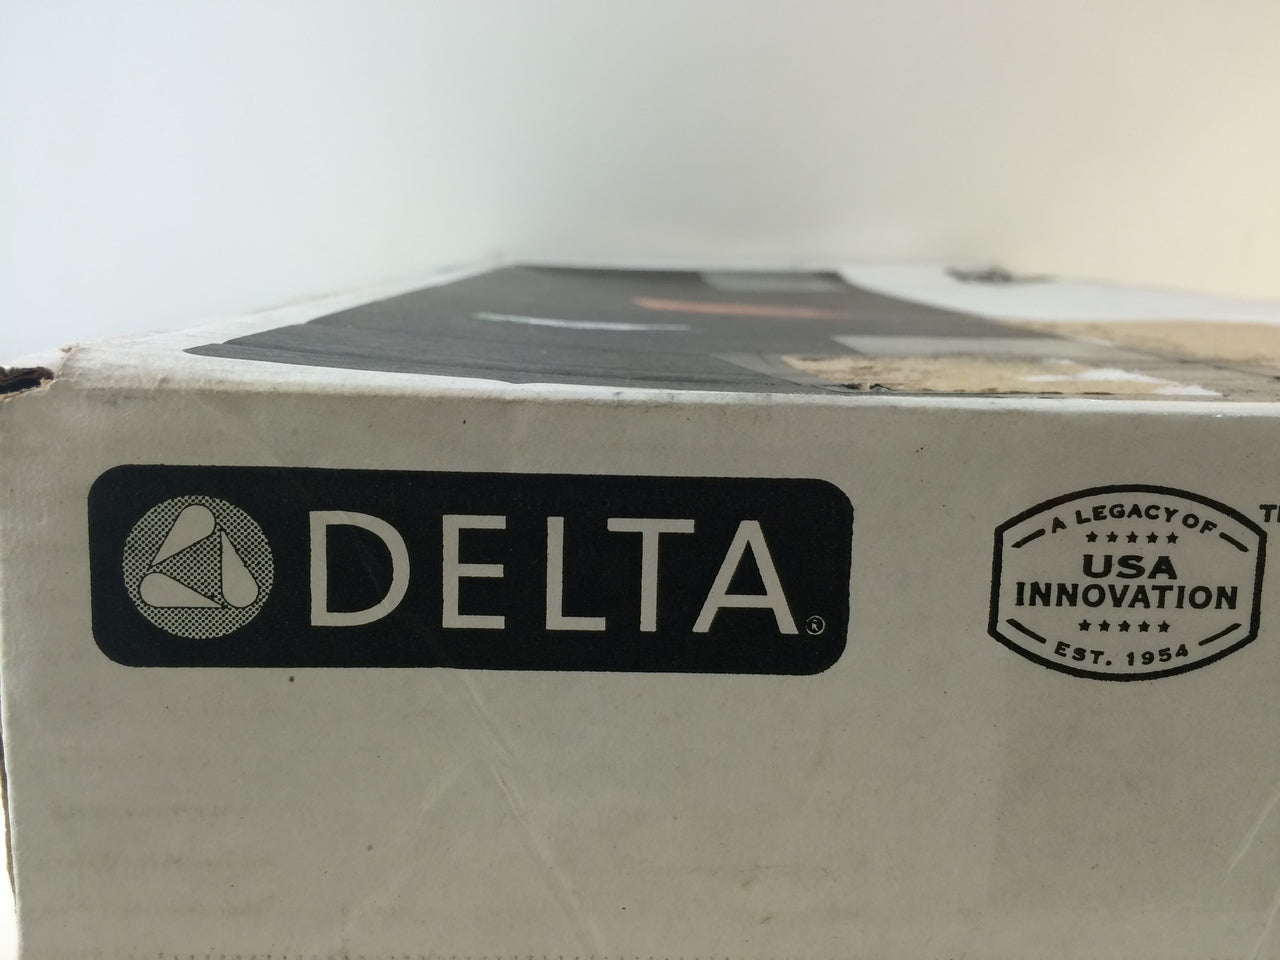 DELTA®
A LEGACY OF
USA
INNOVATION
EST. 1954